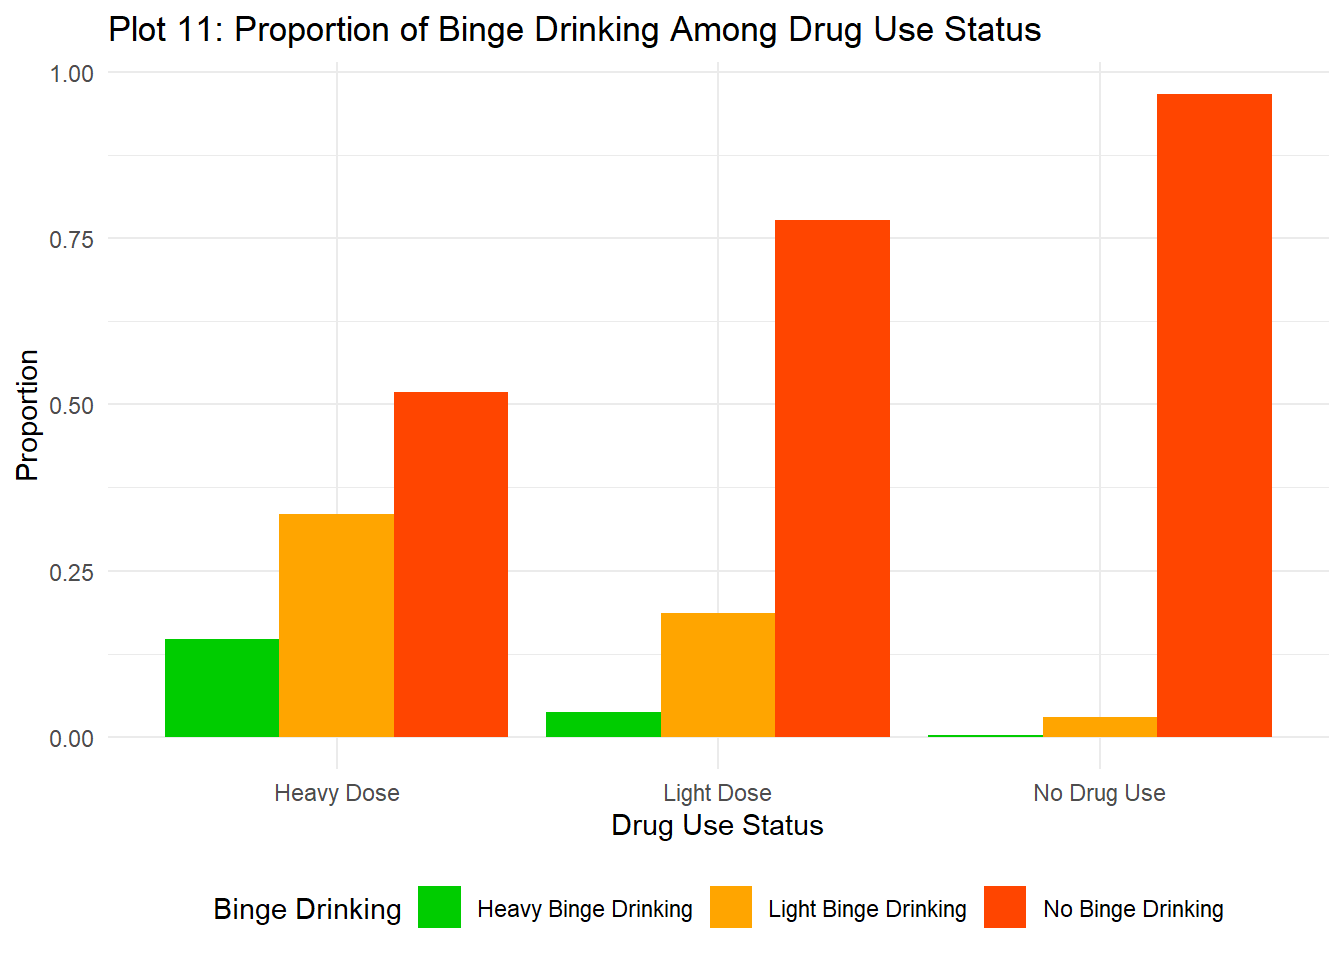 Plot 11: Proportion of Binge Drinking Among Drug Use Status
1.00
0.75
0.50
0.25
0.00
Proportion
Heavy Dose Light Dose No Drug Use
Drug Use Status
Binge Drinking Heavy Binge Drinking Light Binge Drinking No Binge Drinking